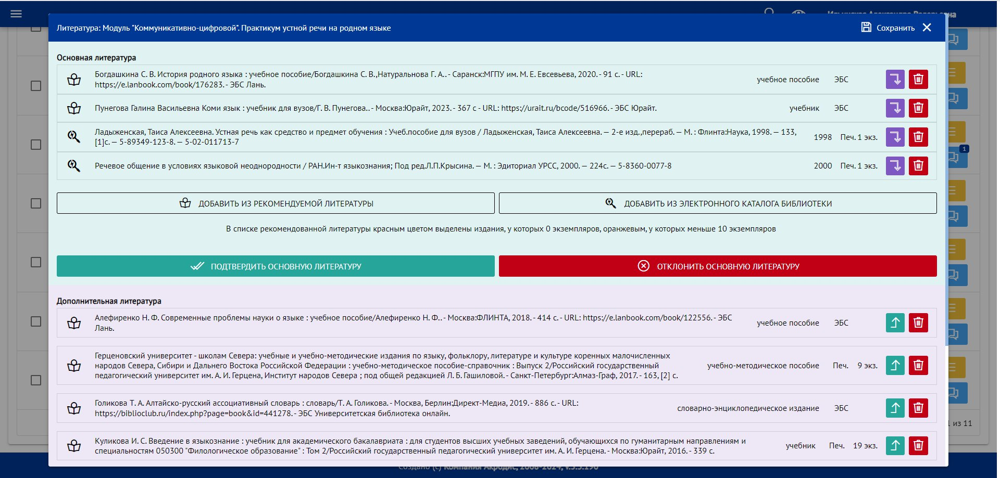 Литература: Модуль "Коммуникативно-цифровой". Практикум устной речи на родном языке
Сохранить
Основная литература
Богдашкина С. В. История родного языка : учебное пособие/Богдашкина С. В.,Натуральнова Г. А.. - Саранск:МГПУ им. М. Е. Евсевьева, 2020. - 91 с. - URL:
https://e.lanbook.com/book/176283. - ЭБС Лань.
учебное пособие ЭБС
Пунегова Галина Васильевна Коми язык : учебник для вузов/Г. В. Пунегова.. - Москва:Юрайт, 2023. - 367 с - URL: https://urait.ru/bcode/516966. - ЭБС Юрайт.
учебник ЭБС
Ладыженская, Таиса Алексеевна. Устная речь как средство и предмет обучения : Учеб.пособие для вузов / Ладыженская, Таиса Алексеевна. — 2-е изд.,перераб. — М. : Флинта:Наука, 1998. — 133,
[1]с. — 5-89349-123-8. — 5-02-011713-7
1998 Печ. 1 экз.
Речевое общение в условиях языковой неоднородности / РАН.Ин-т языкознания; Под ред.Л.П.Крысина. — М. : Эдиториал УРСС, 2000. — 224с. — 5-8360-0077-8
2000 Печ. 1 экз.
ДОБАВИТЬ ИЗ РЕКОМЕНДУЕМОЙ ЛИТЕРАТУРЫ
ДОБАВИТЬ ИЗ ЭЛЕКТРОННОГО КАТАЛОГА БИБЛИОТЕКИ
В списке рекомендованной литературы красным цветом выделены издания, у которых 0 экземпляров, оранжевым, у которых меньше 10 экземпляров
ПОДТВЕРДИТЬ ОСНОВНУЮ ЛИТЕРАТУРУ
ОТКЛОНИТЬ ОСНОВНУЮ ЛИТЕРАТУРУ
Дополнительная литература
Алефиренко Н. Ф. Современные проблемы науки о языке : учебное пособие/Алефиренко Н. Ф.. - Москва:ФЛИНТА, 2018. - 414 с. - URL: https://e.lanbook.com/book/122556. - ЭБС
Лань.
учебное пособие ЭБС
Герценовский университет - школам Севера: учебные и учебно-методические издания по языку, фольклору, литературе и культуре коренных малочисленных
народов Севера, Сибири и Дальнего Востока Российской Федерации : учебно-методическое пособие-справочник : Выпуск 2/Российский государственный
педагогический университет им. А. И. Герцена, Институт народов Севера ; под общей редакцией Л. Б. Гашиловой. - Санкт-Петербург:Алмаз-Граф, 2017. - 163, [2] с.
учебно-методическое пособие Печ. 9 экз.
Голикова Т. А. Алтайско-русский ассоциативный словарь : словарь/Т. А. Голикова. - Москва, Берлин:Директ-Медиа, 2019. - 886 с. - URL:
https://biblioclub.ru/index.php?page=book&id=441278. - ЭБС Университетская библиотека онлайн.
словарно-энциклопедическое издание ЭБС
Куликова И. С. Введение в языкознание : учебник для академического бакалавриата : для студентов высших учебных заведений, обучающихся по гуманитарным направлениям и
специальностям 050300 "Филологическое образование" : Том 2/Российский государственный педагогический университет им. А. И. Герцена. - Москва:Юрайт, 2016. - 339 с.
учебник Печ. 19 экз.
1
из 11